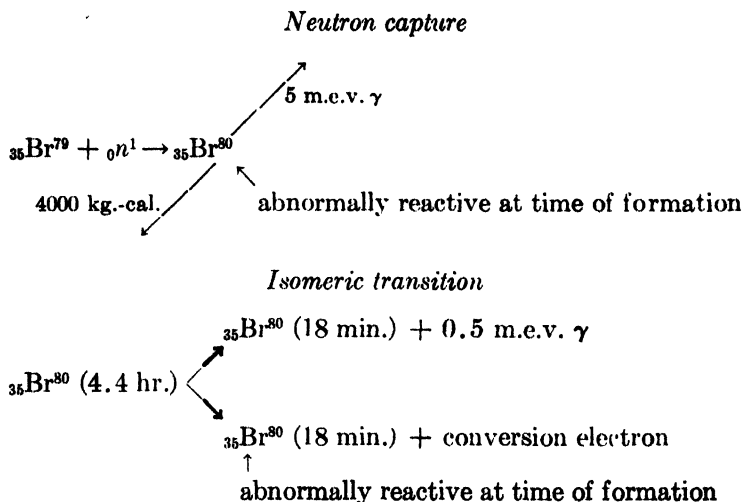 Neutron capture
5 m.e.v. γ
₃₅Br⁷⁹ + ₀n¹ → ₃₅Br⁸⁰
4000 kg.-cal.
abnormally reactive at time of formation
Isomeric transition
₃₅Br⁸⁰ (18 min.) + 0.5 m.e.v. γ
₃₅Br⁸⁰ (4.4 hr.)
₃₅Br⁸⁰ (18 min.) + conversion electron
abnormally reactive at time of formation